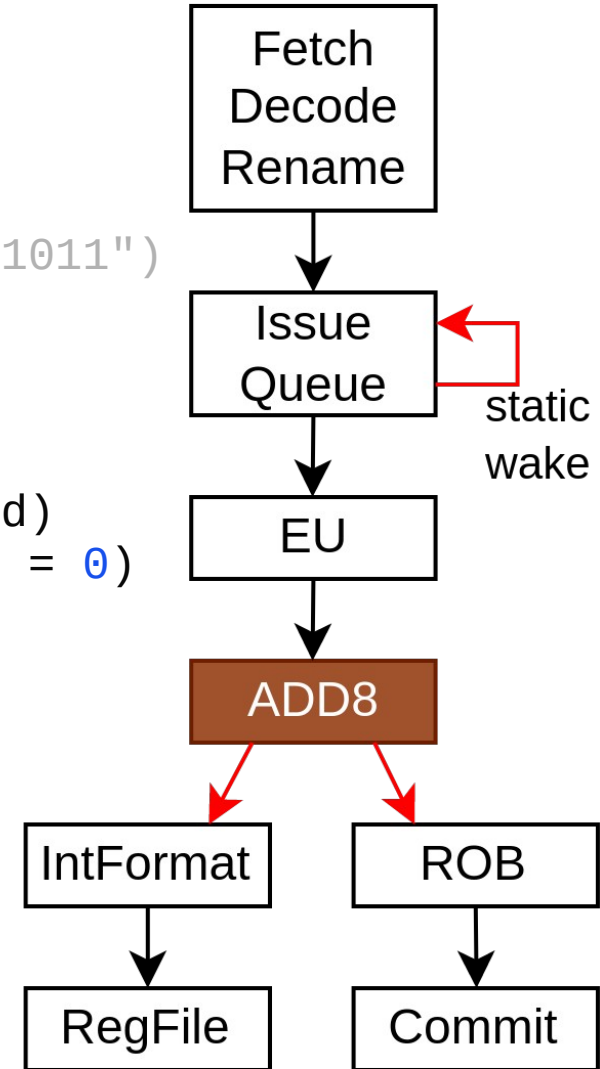 Fetch
Decode
Rename
1011")
Issue
Queue
static
wake
d)
= 0)
EU
ADD8
IntFormat
ROB
RegFile
Commit